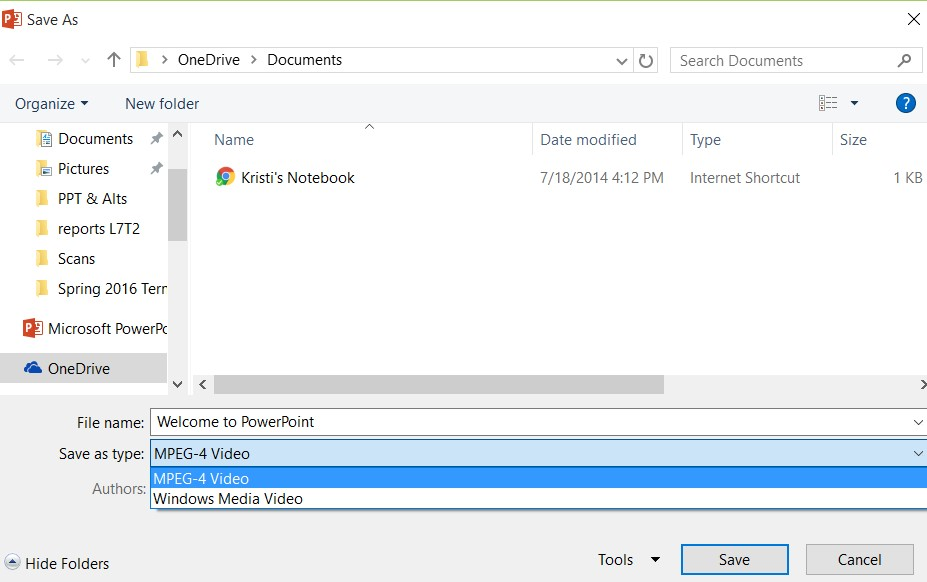 Save As
OneDrive > Documents
Search Documents
Organize
New folder
Name
Date modified
Type
Size
Documents
Pictures
PPT & Alts
reports L7T2
Scans
Spring 2016 Terr
Microsoft PowerPo
OneDrive
Kristi's Notebook 7/18/2014 4:12 PM Internet Shortcut 1 KB
File name: Welcome to PowerPoint
Save as type: MPEG-4 Video
MPEG-4 Video
Authors:
Windows Media Video
Hide Folders
Tools
Save
Cancel